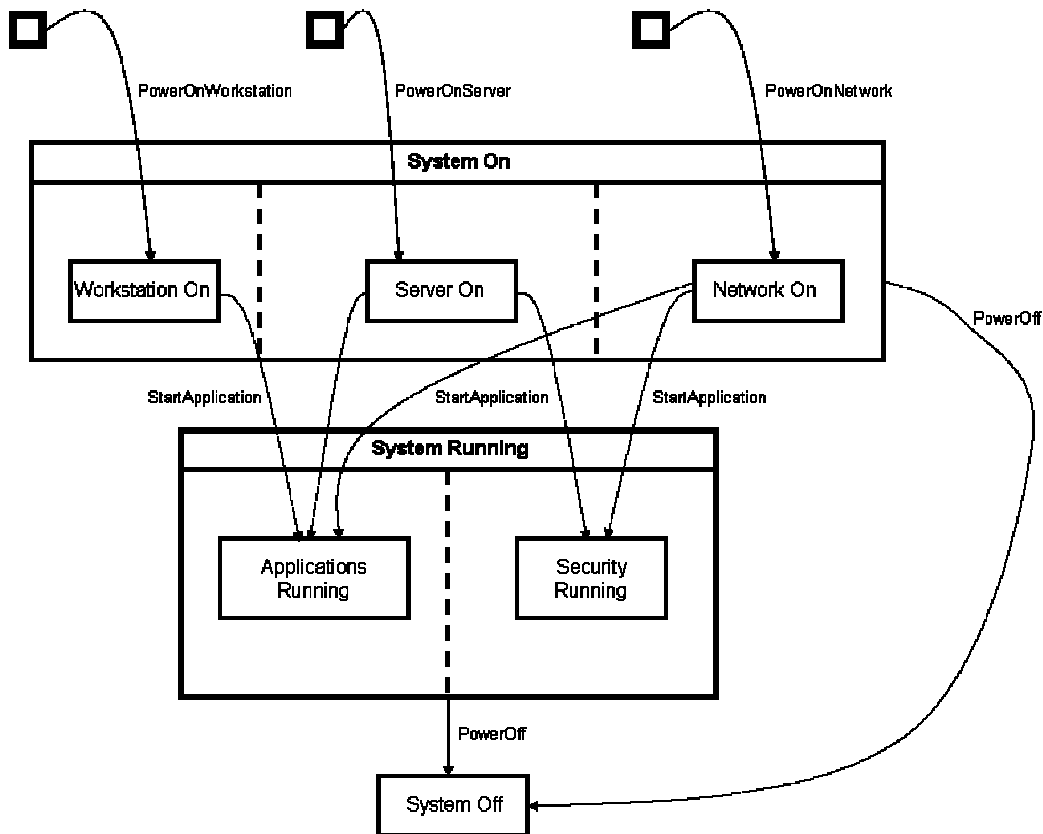 PowerOnWorkstation
PowerOnServer
PowerOnNetwork
System On
Workstation On
Server On
Network On
PowerOff
StartApplication
StartApplication
StartApplication
System Running
Applications
Running
Security
Running
PowerOff
System Off